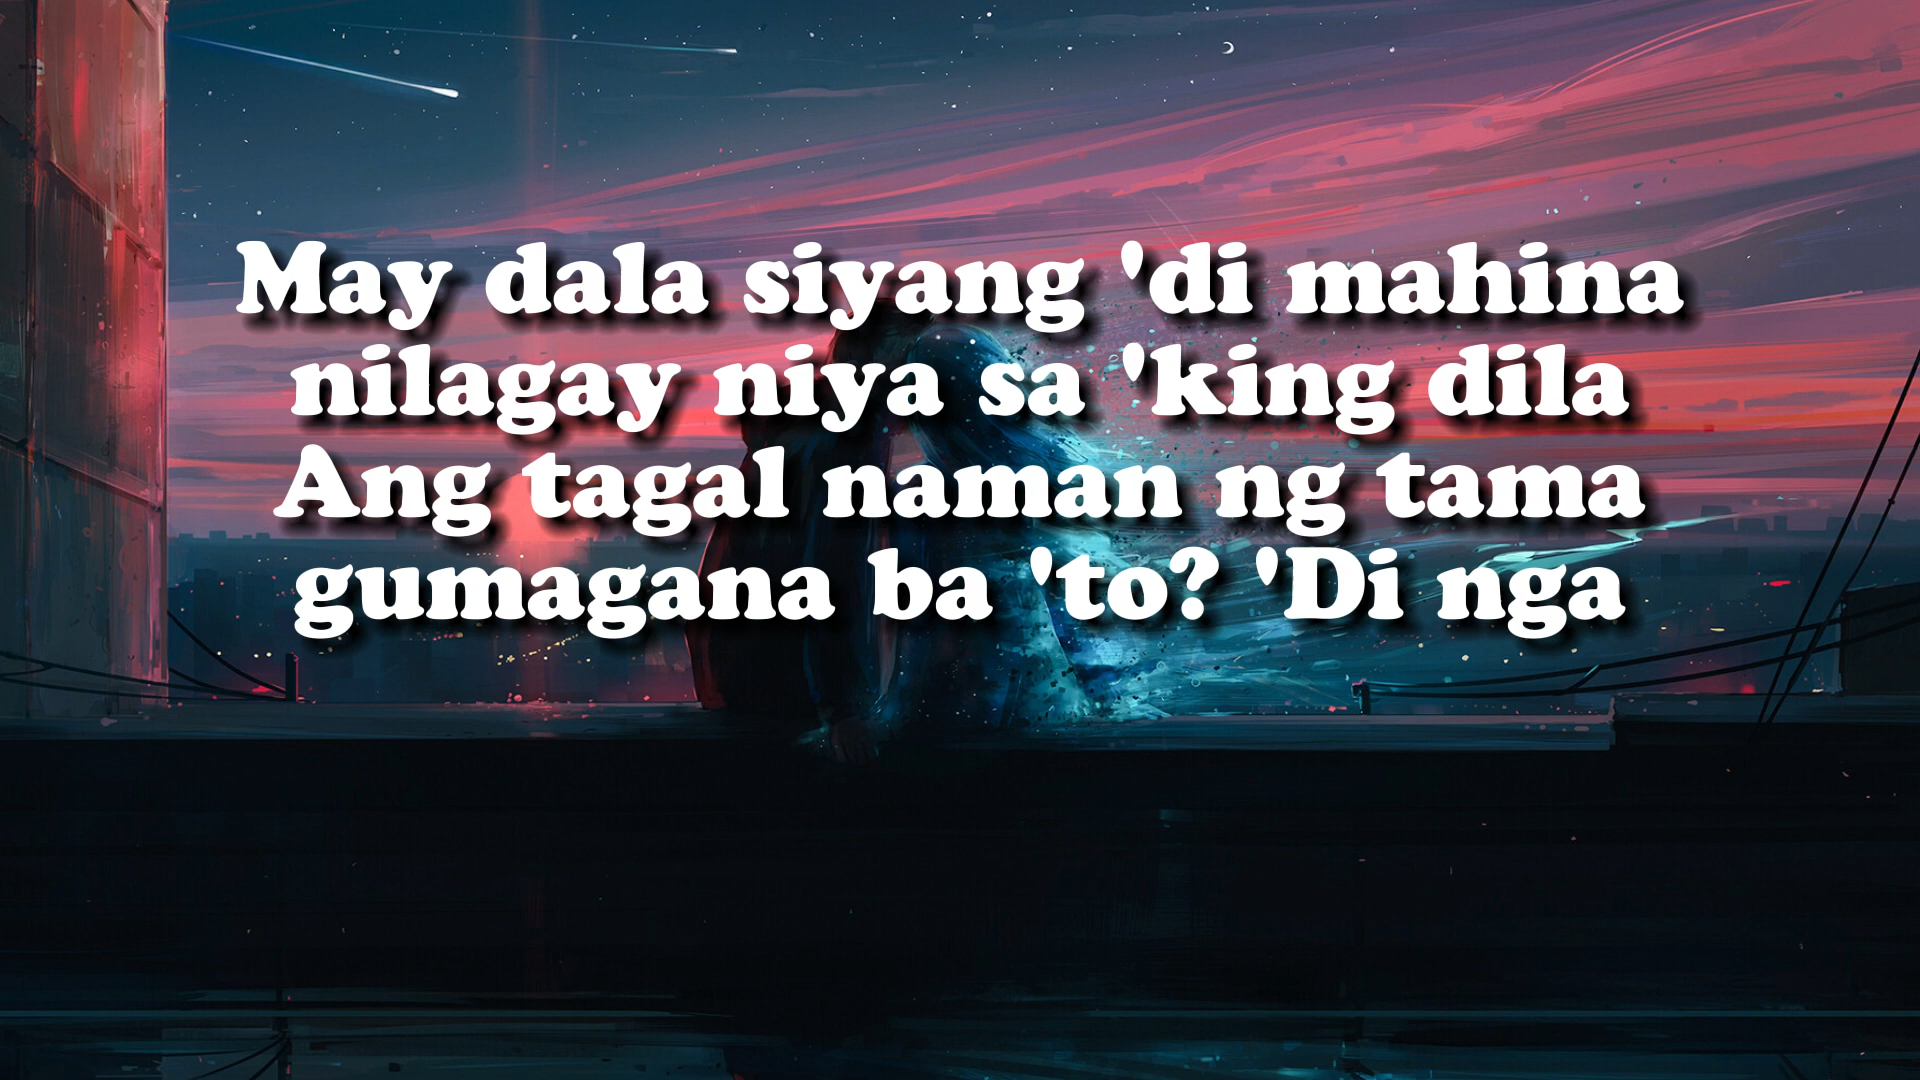 May dala siyang 'di mahina
nilagay niya sa 'king dila
Ang tagal naman ng tama
gumagana ba 'to? 'Di nga